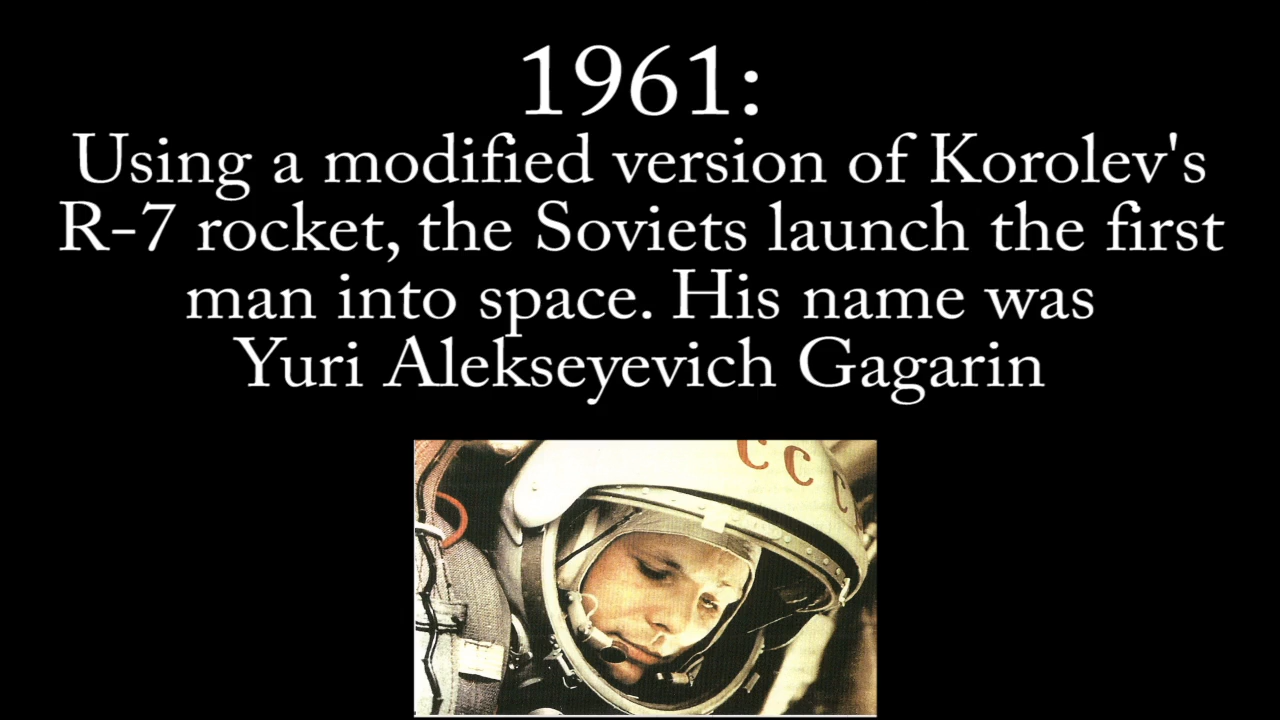 1961:
Using a modified version of Korolev's
R-7 rocket, the Soviets launch the first
man into space. His name was
Yuri Alekseyevich Gagarin
CCC